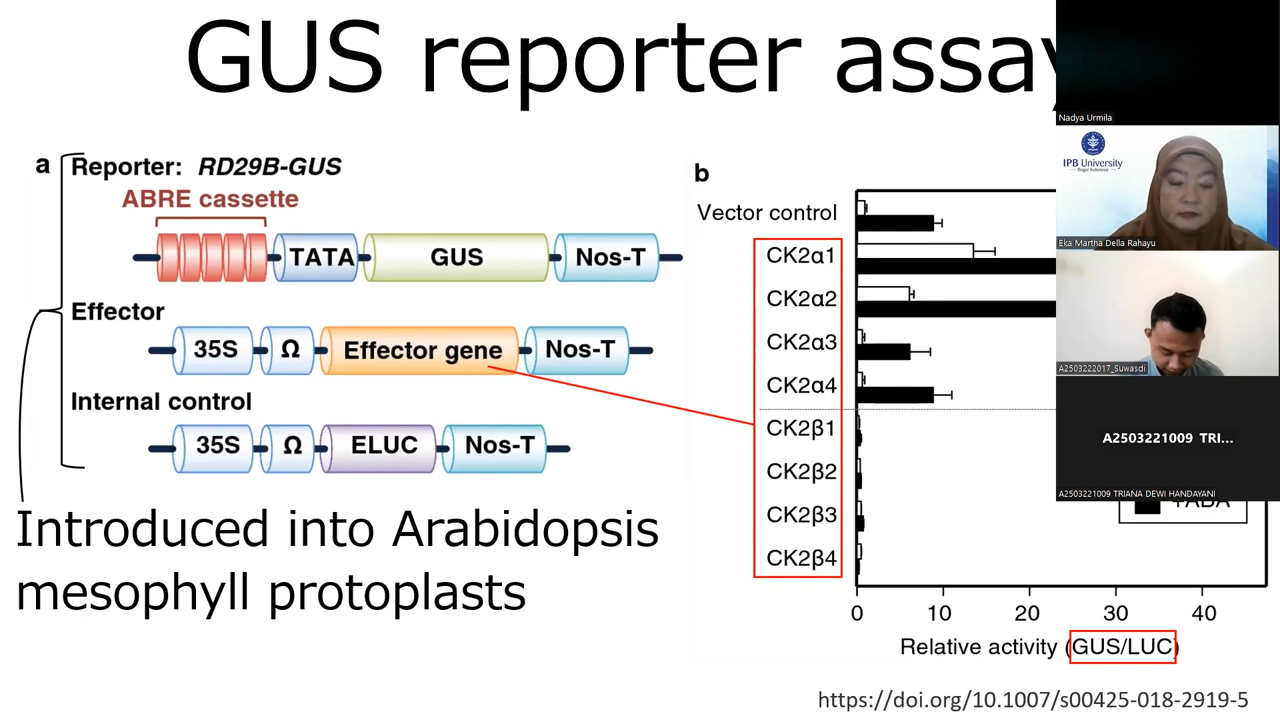 GUS reporter assay
a
Reporter: RD29B-GUS
ABRE cassette
TATA
GUS
Nos-T
Effector
35S
Ω
Effector gene
Nos-T
Internal control
35S
Ω
ELUC
Nos-T
Introduced into Arabidopsis
mesophyll protoplasts
b
Vector control
CK2α1
CK2α2
CK2α3
CK2α4
CK2β1
CK2β2
CK2β3
CK2β4
+ABA
0 10 20 30 40
Relative activity (GUS/LUC)
https://doi.org/10.1007/s00425-018-2919-5
Nadya Urmila
IPB University
Bogor Indonesia
Eka Martha Della Rahayu
A2503222017_Suwasdi
A2503221009 TRI...
A2503221009 TRIANA DEWI HANDAYANI